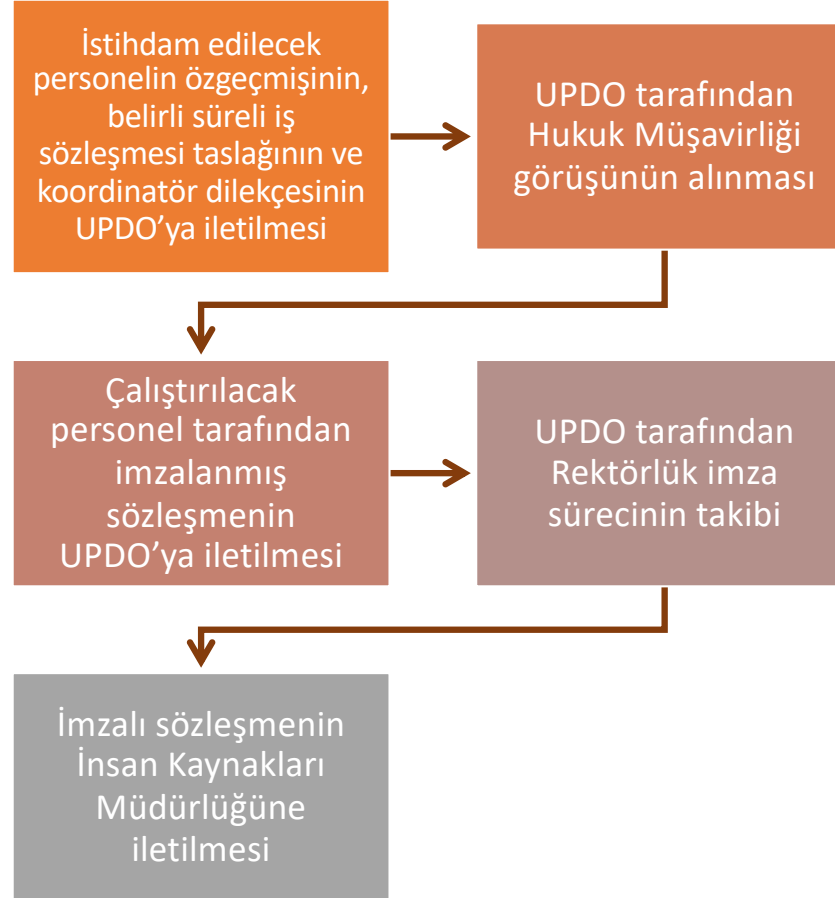 İstihdam edilecek
personelin özgeçmişinin,
belirli süreli iş
sözleşmesi taslağının ve
koordinatör dilekçesinin
UPDO’ya iletilmesi
UPDO tarafından
Hukuk Müşavirliği
görüşünün alınması
Çalıştırılacak
personel tarafından
imzalanmış
sözleşmenin
UPDO’ya iletilmesi
UPDO tarafından
Rektörlük imza
sürecinin takibi
İmzalı sözleşmenin
İnsan Kaynakları
Müdürlüğüne
iletilmesi